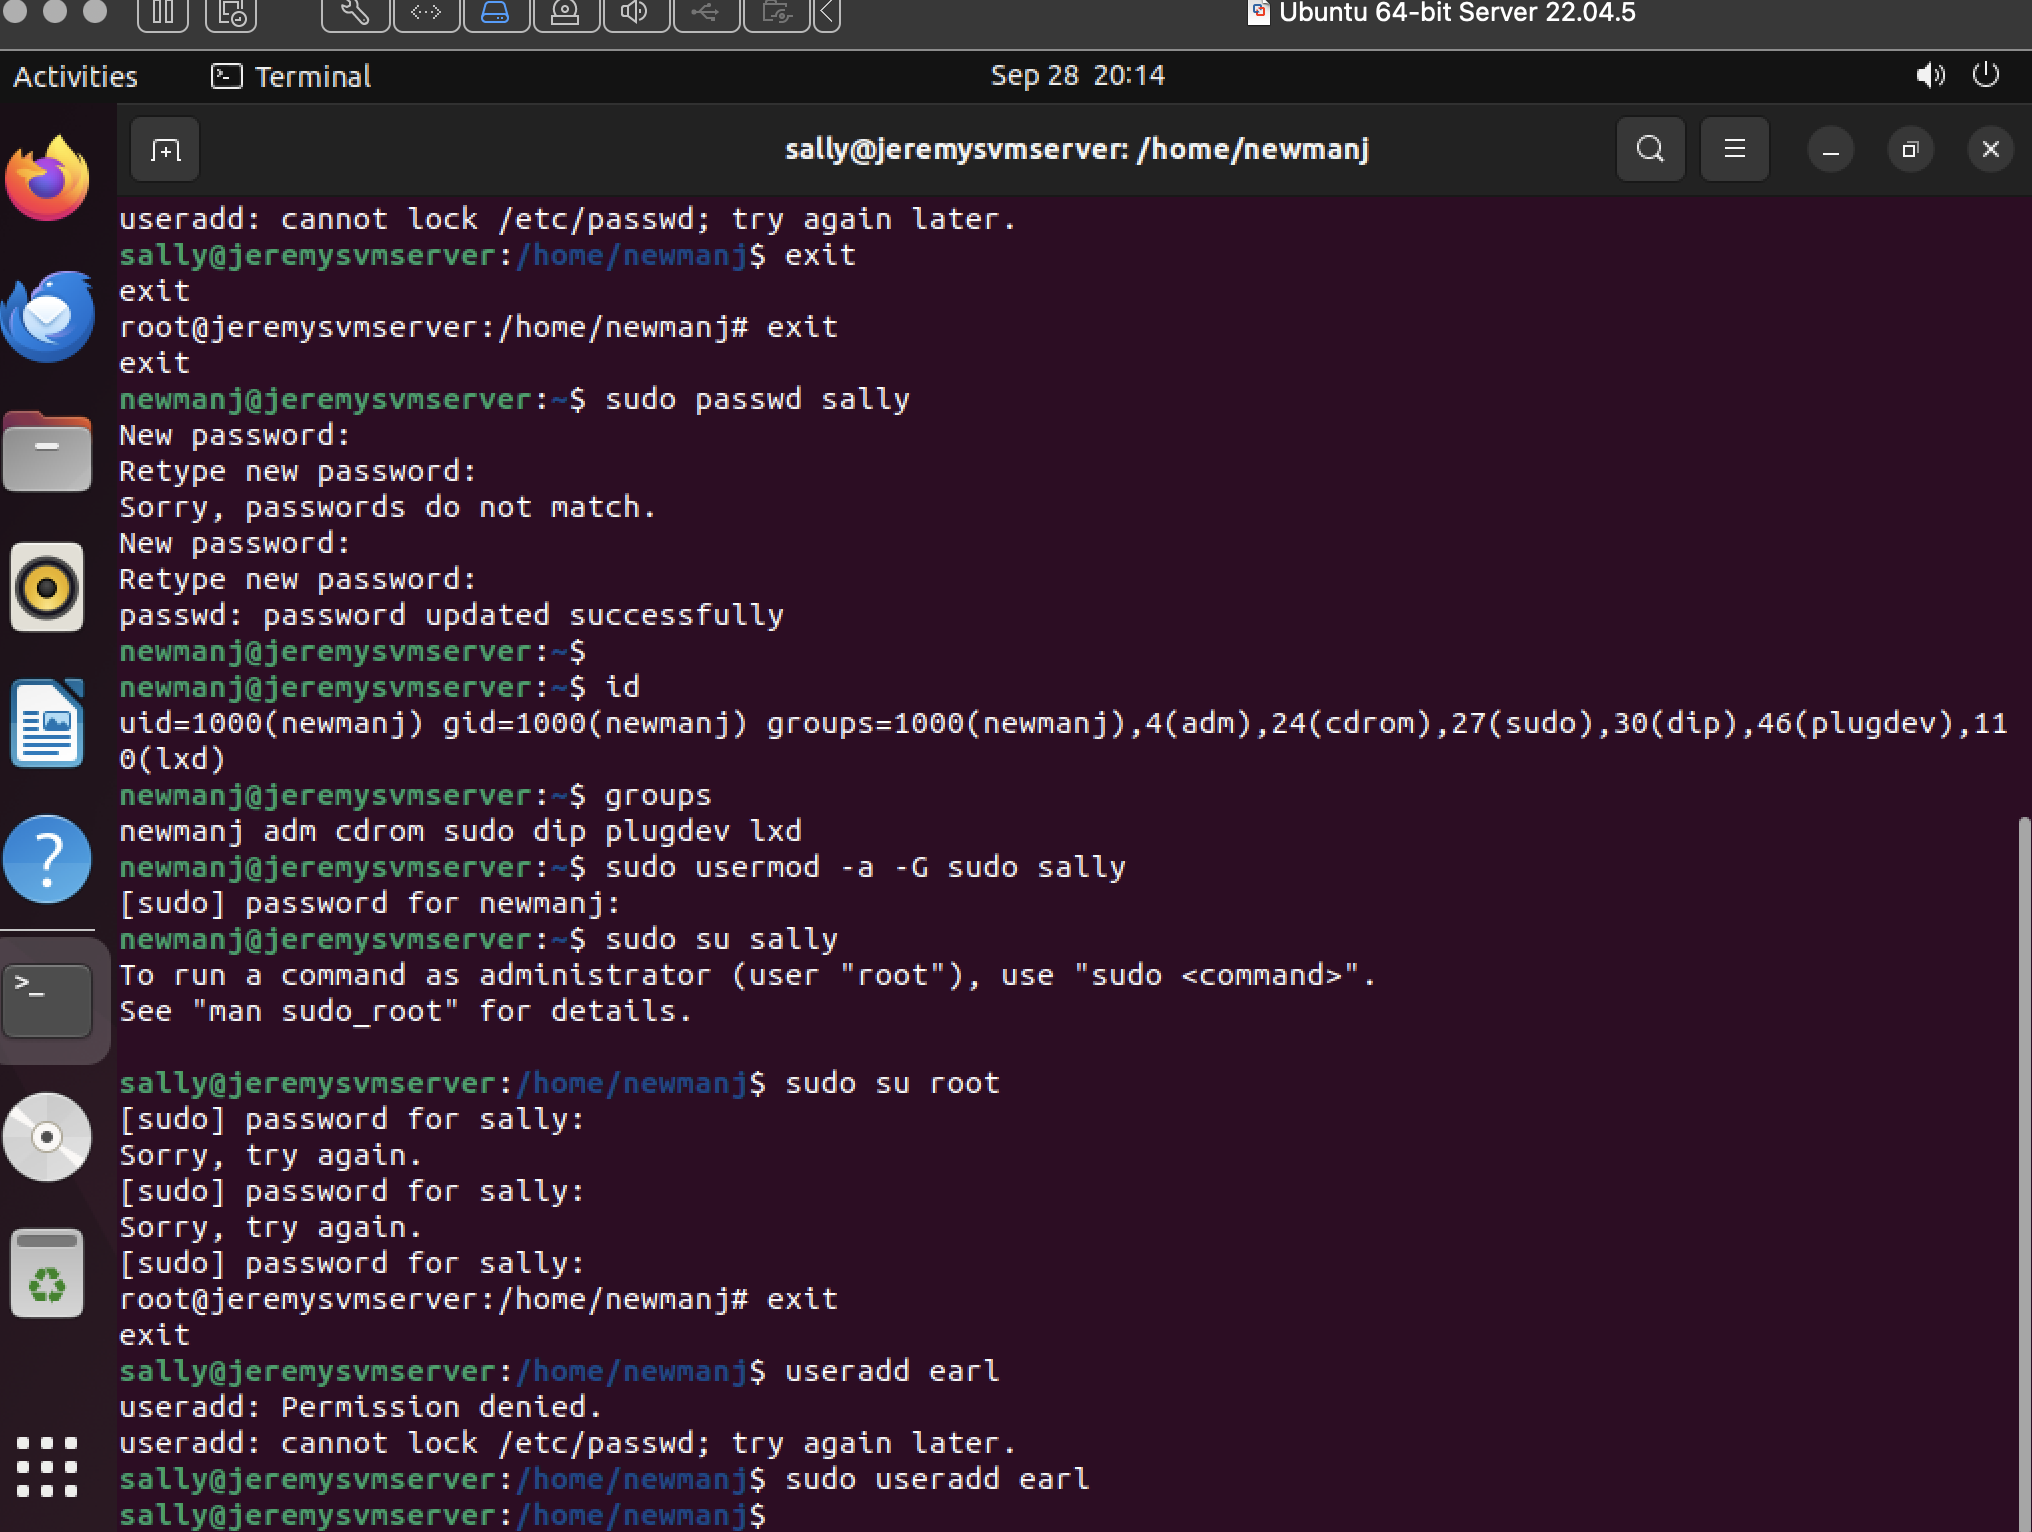 Ubuntu 64-bit Server 22.04.5
Activities
Terminal
Sep 28 20:14
sally@jeremysvmserver: /home/newmanj
useradd: cannot lock /etc/passwd; try again later.
sally@jeremysvmserver:/home/newmanj$ exit
exit
root@jeremysvmserver:/home/newmanj# exit
exit
newmanj@jeremysvmserver:~$ sudo passwd sally
New password:
Retype new password:
Sorry, passwords do not match.
New password:
Retype new password:
passwd: password updated successfully
newmanj@jeremysvmserver:~$
newmanj@jeremysvmserver:~$ id
uid=1000(newmanj) gid=1000(newmanj) groups=1000(newmanj),4(adm),24(cdrom),27(sudo),30(dip),46(plugdev),11
0(lxd)
newmanj@jeremysvmserver:~$ groups
newmanj adm cdrom sudo dip plugdev lxd
newmanj@jeremysvmserver:~$ sudo usermod -a -G sudo sally
[sudo] password for newmanj:
newmanj@jeremysvmserver:~$ sudo su sally
To run a command as administrator (user "root"), use "sudo <command>".
See "man sudo_root" for details.
sally@jeremysvmserver:/home/newmanj$ sudo su root
[sudo] password for sally:
Sorry, try again.
[sudo] password for sally:
Sorry, try again.
[sudo] password for sally:
root@jeremysvmserver:/home/newmanj# exit
exit
sally@jeremysvmserver:/home/newmanj$ useradd earl
useradd: Permission denied.
useradd: cannot lock /etc/passwd; try again later.
sally@jeremysvmserver:/home/newmanj$ sudo useradd earl
sally@jeremysvmserver:/home/newmanj$